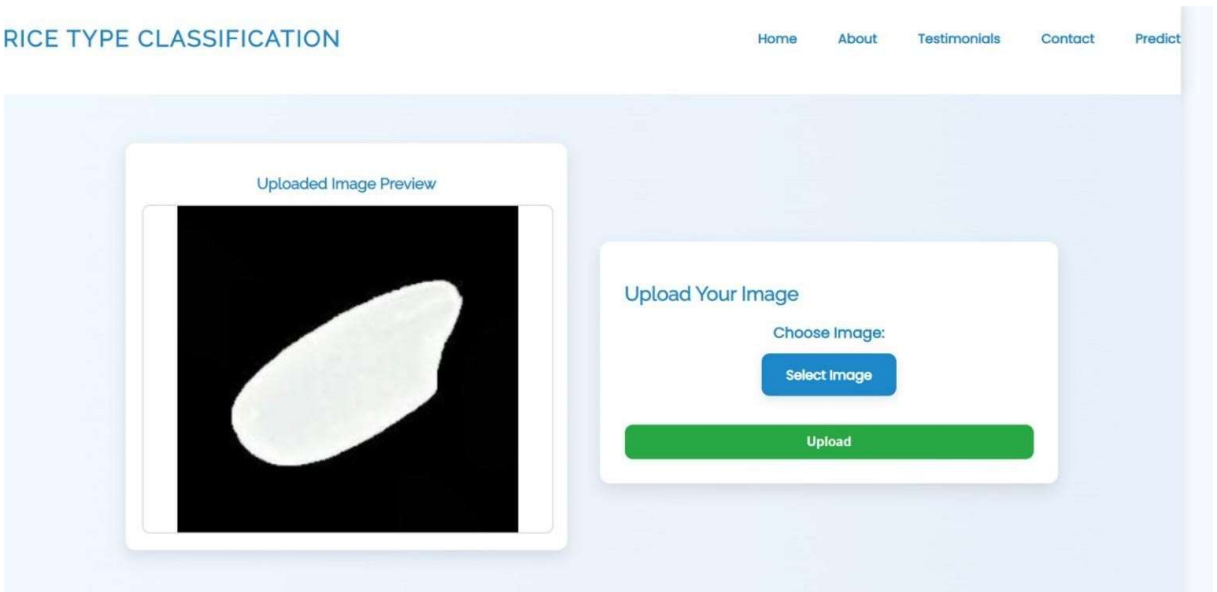 RICE TYPE CLASSIFICATION
Home About Testimonials Contact Predict
Uploaded Image Preview
Upload Your Image
Choose Image:
Select Image
Upload